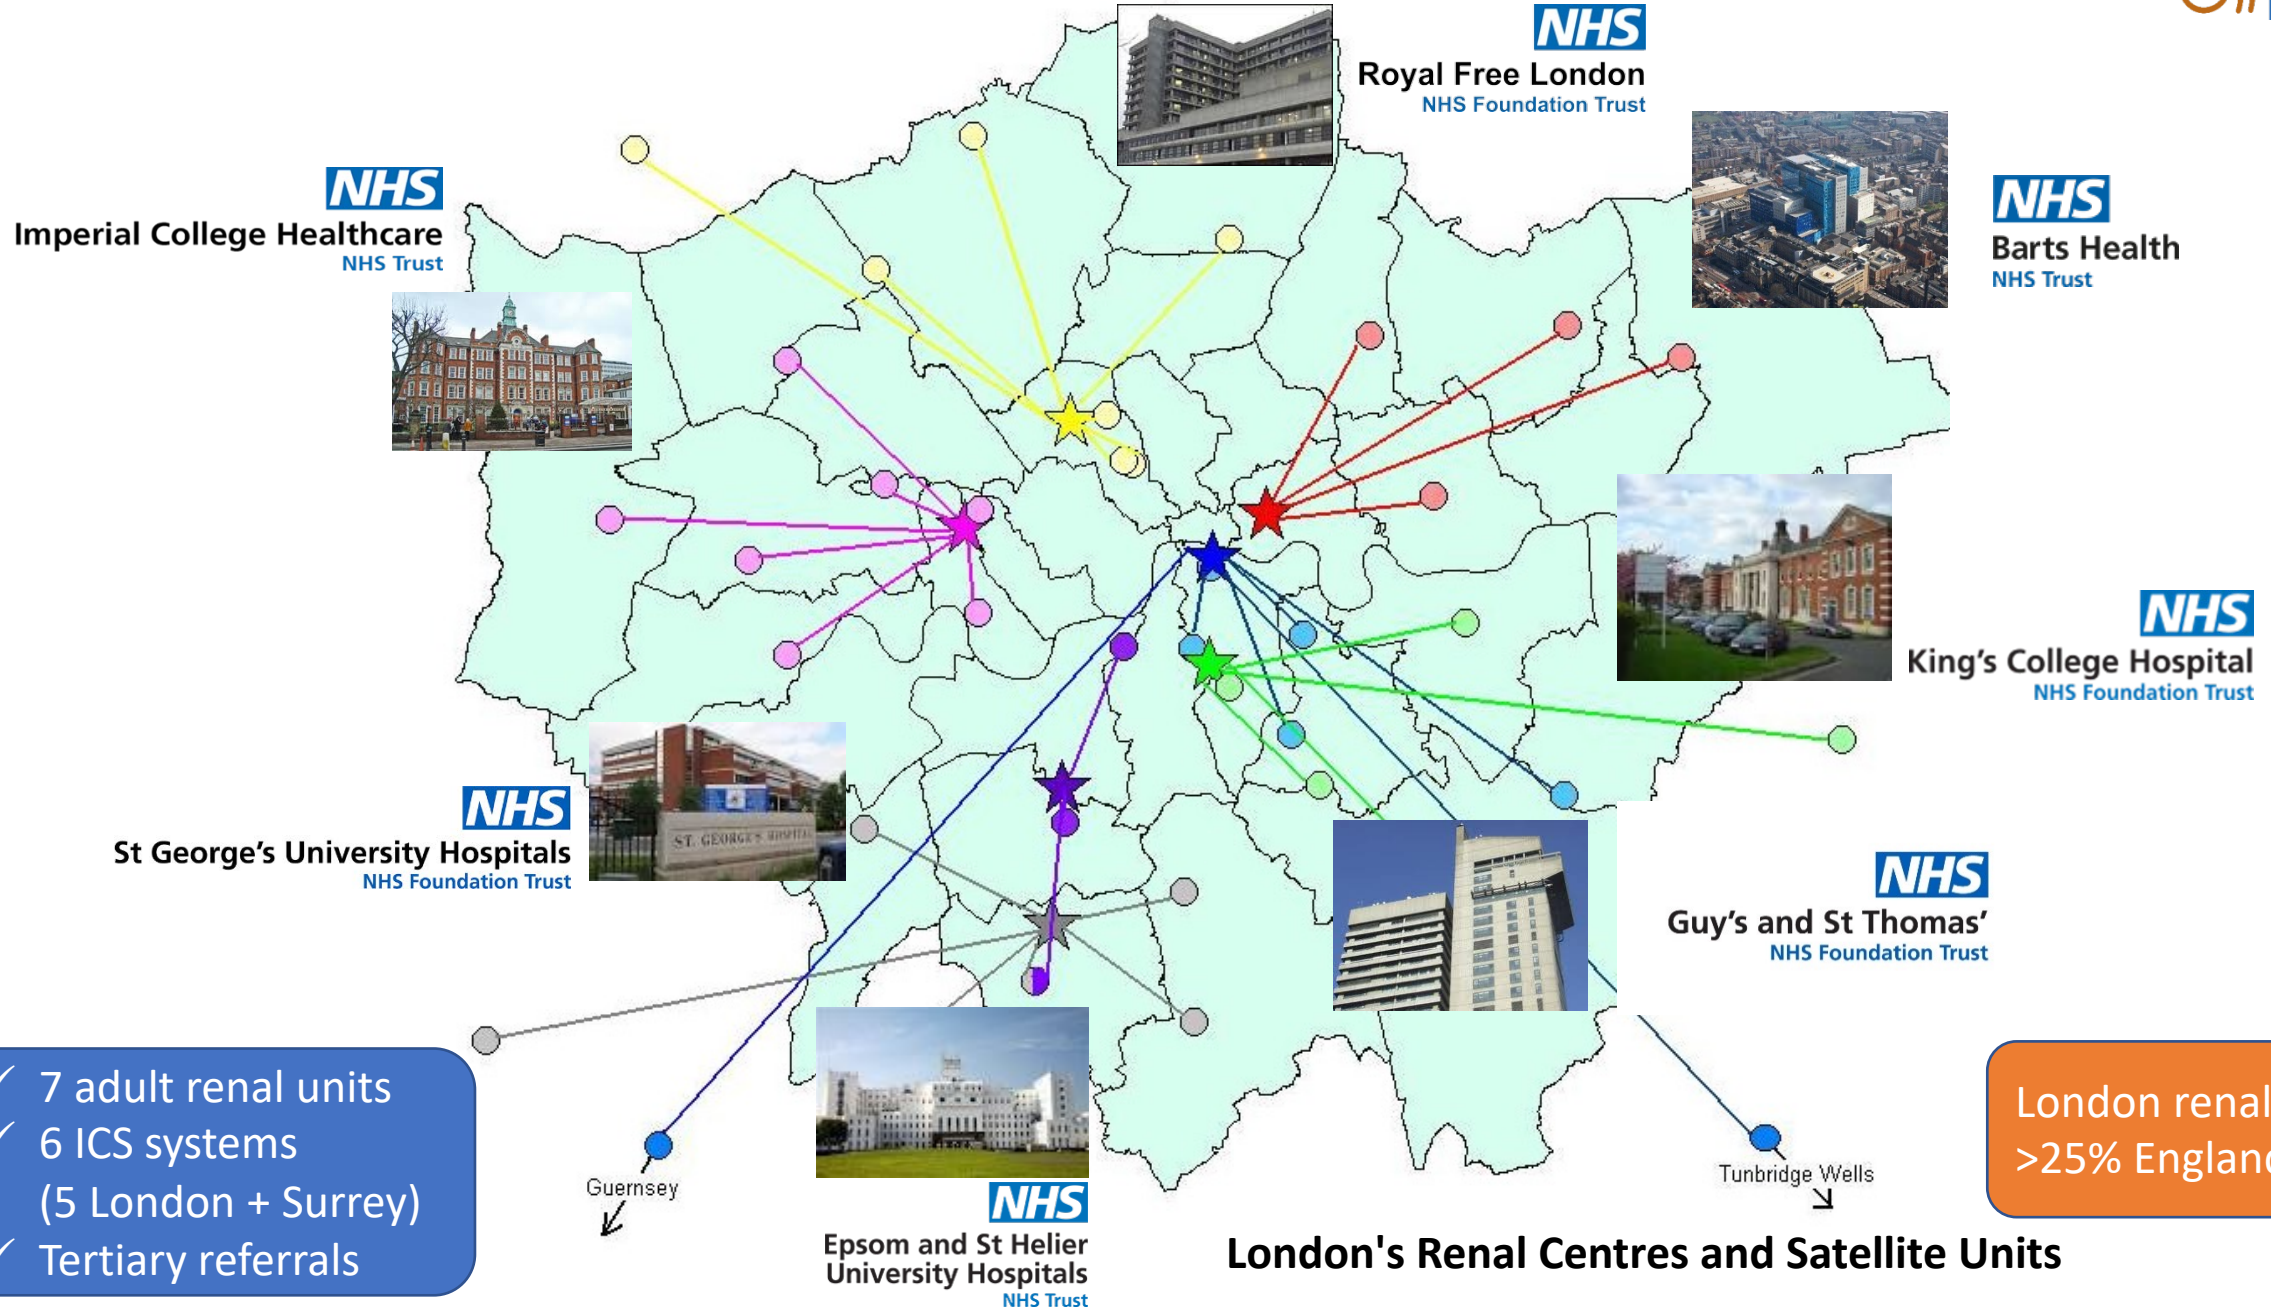 NHS
Royal Free London
NHS Foundation Trust
NHS
Imperial College Healthcare
NHS Trust
NHS
Barts Health
NHS Trust
NHS
King's College Hospital
NHS Foundation Trust
NHS
St George's University Hospitals
NHS Foundation Trust
ST. GEORGE'S HOSPITAL
NHS
Guy's and St Thomas'
NHS Foundation Trust
✓ 7 adult renal units
✓ 6 ICS systems
(5 London + Surrey)
✓ Tertiary referrals
London renal
>25% England
Guernsey
Tunbridge Wells
NHS
Epsom and St Helier
University Hospitals
NHS Trust
London's Renal Centres and Satellite Units